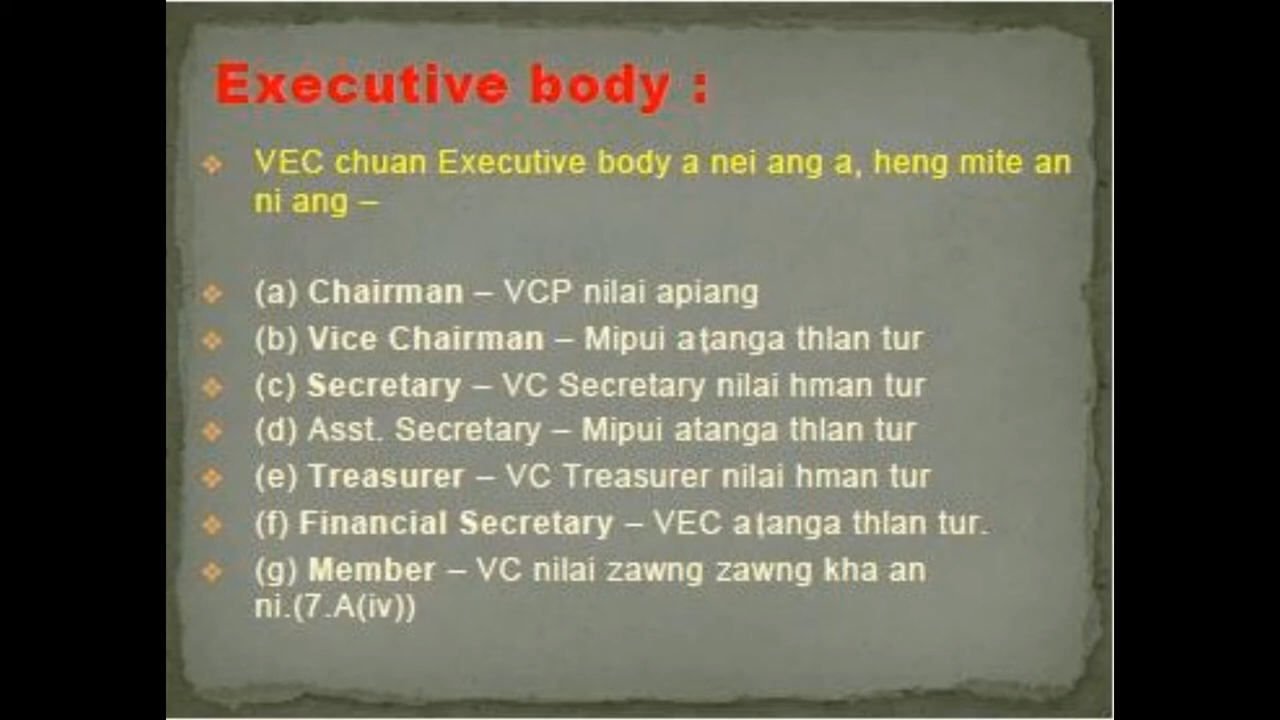 Executive body :
VEC chuan Executive body a nei ang a, heng mite an
ni ang –
(a) Chairman – VCP nilai apiang
(b) Vice Chairman – Mipui aṭanga thlan tur
(c) Secretary – VC Secretary nilai hman tur
(d) Asst. Secretary – Mipui atanga thlan tur
(e) Treasurer – VC Treasurer nilai hman tur
(f) Financial Secretary – VEC aṭanga thlan tur.
(g) Member – VC nilai zawng zawng kha an
ni.(7.A(iv))